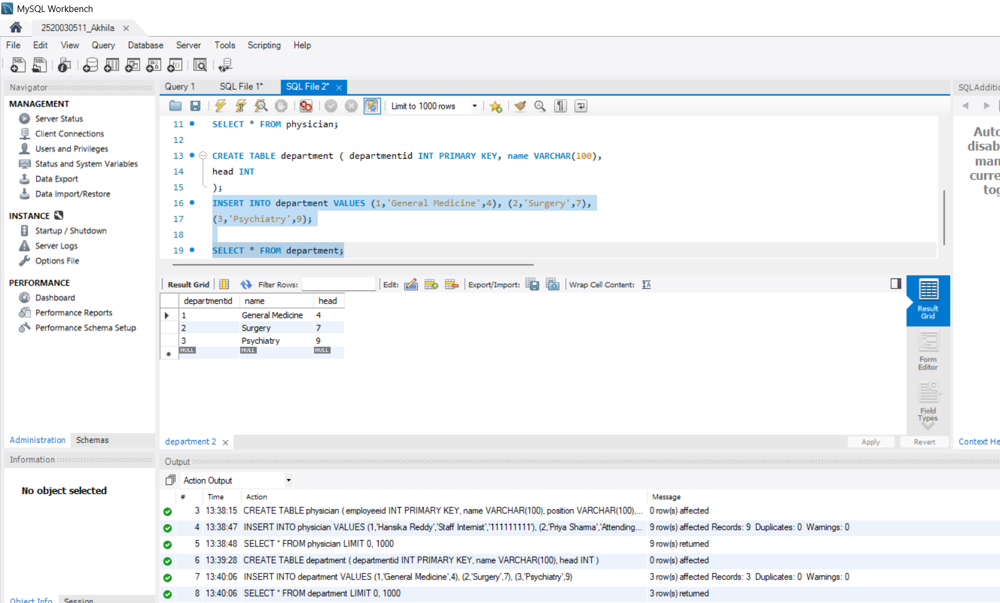 MySQL Workbench
2520030511_Akhila
File Edit View Query Database Server Tools Scripting Help
Navigator
MANAGEMENT
Server Status
Client Connections
Users and Privileges
Status and System Variables
Data Export
Data Import/Restore
INSTANCE
Startup / Shutdown
Server Logs
Options File
PERFORMANCE
Dashboard
Performance Reports
Performance Schema Setup
Administration Schemas
Information
No object selected
Object Info Session
Query 1 SQL File 1* SQL File 2*
Limit to 1000 rows
11 SELECT * FROM physician;
12
13 CREATE TABLE department ( departmentid INT PRIMARY KEY, name VARCHAR(100),
14 head INT
15 );
16 INSERT INTO department VALUES (1,'General Medicine',4), (2,'Surgery',7),
17 (3,'Psychiatry',9);
18
19 SELECT * FROM department;
Result Grid Filter Rows: Edit: Export/Import: Wrap Cell Content:
departmentid name head
1 General Medicine 4
2 Surgery 7
3 Psychiatry 9
NULL NULL NULL
Result
Grid
Form
Editor
Field
Types
department 2
Apply Revert
Output
Action Output
# Time Action Message
3 13:38:15 CREATE TABLE physician ( employeeid INT PRIMARY KEY, name VARCHAR(100), position VARCHAR(100),... 0 row(s) affected
4 13:38:47 INSERT INTO physician VALUES (1,'Hansika Reddy','Staff Internist','111111111'), (2,'Priya Sharma','Attending... 9 row(s) affected Records: 9 Duplicates: 0 Warnings: 0
5 13:38:48 SELECT * FROM physician LIMIT 0, 1000 9 row(s) returned
6 13:39:28 CREATE TABLE department ( departmentid INT PRIMARY KEY, name VARCHAR(100), head INT ) 0 row(s) affected
7 13:40:06 INSERT INTO department VALUES (1,'General Medicine',4), (2,'Surgery',7), (3,'Psychiatry',9) 3 row(s) affected Records: 3 Duplicates: 0 Warnings: 0
8 13:40:06 SELECT * FROM department LIMIT 0, 1000 3 row(s) returned
SQLAdditi
Auto
disab
man
curre
tog
Context He